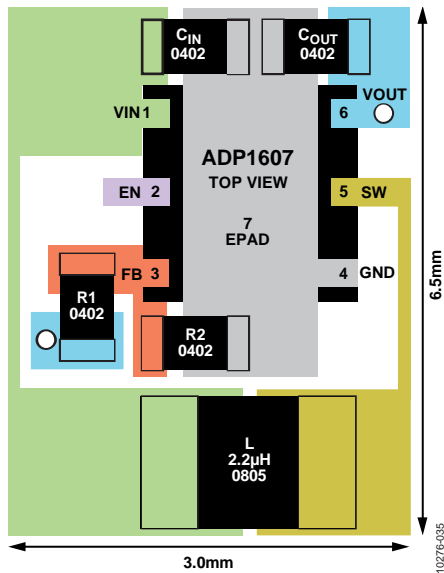 CIN
0402
COUT
0402
VOUT
VIN 1
6
ADP1607
TOP VIEW
EN 2
5 SW
7
EPAD
FB 3
4 GND
R1
0402
R2
0402
L
2.2µH
0805
6.5mm
3.0mm
10276-035